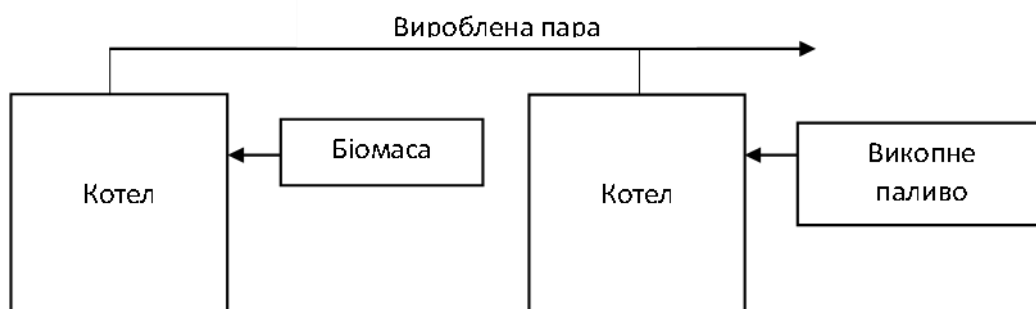 Вироблена пара
Котел
Біомаса
Котел
Викопне
паливо